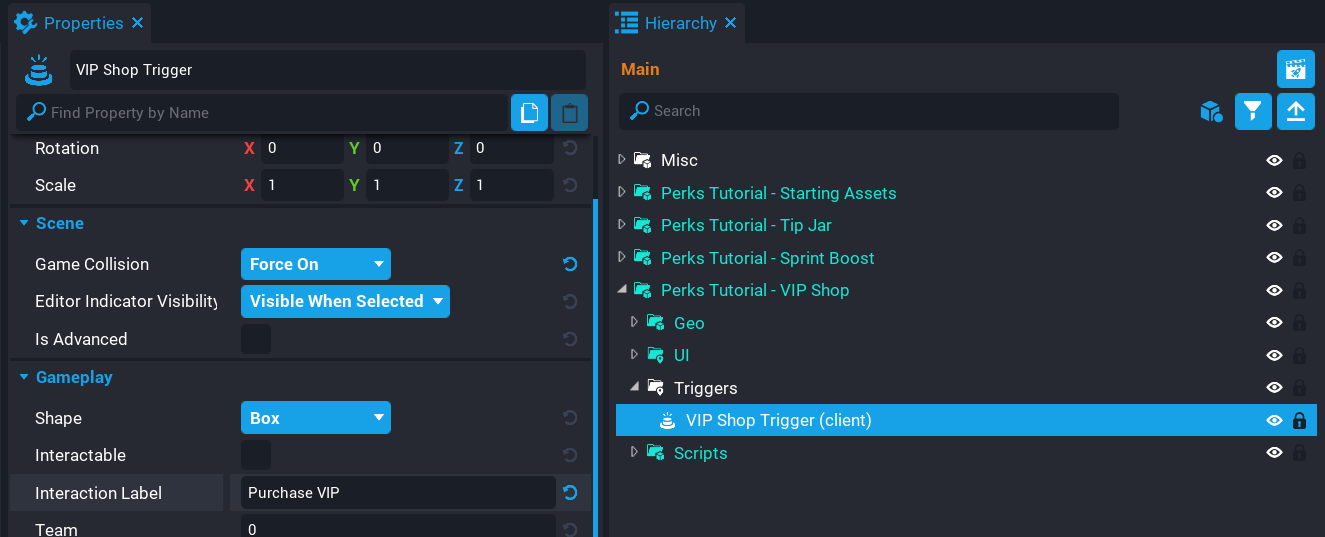 Properties
VIP Shop Trigger
Find Property by Name
Rotation X 0 Y 0 Z 0
Scale X 1 Y 1 Z 1
Scene
Game Collision Force On
Editor Indicator Visibility Visible When Selected
Is Advanced
Gameplay
Shape Box
Interactable
Interaction Label Purchase VIP
Team 0
Hierarchy
Main
Search
Misc
Perks Tutorial - Starting Assets
Perks Tutorial - Tip Jar
Perks Tutorial - Sprint Boost
Perks Tutorial - VIP Shop
Geo
UI
Triggers
VIP Shop Trigger (client)
Scripts